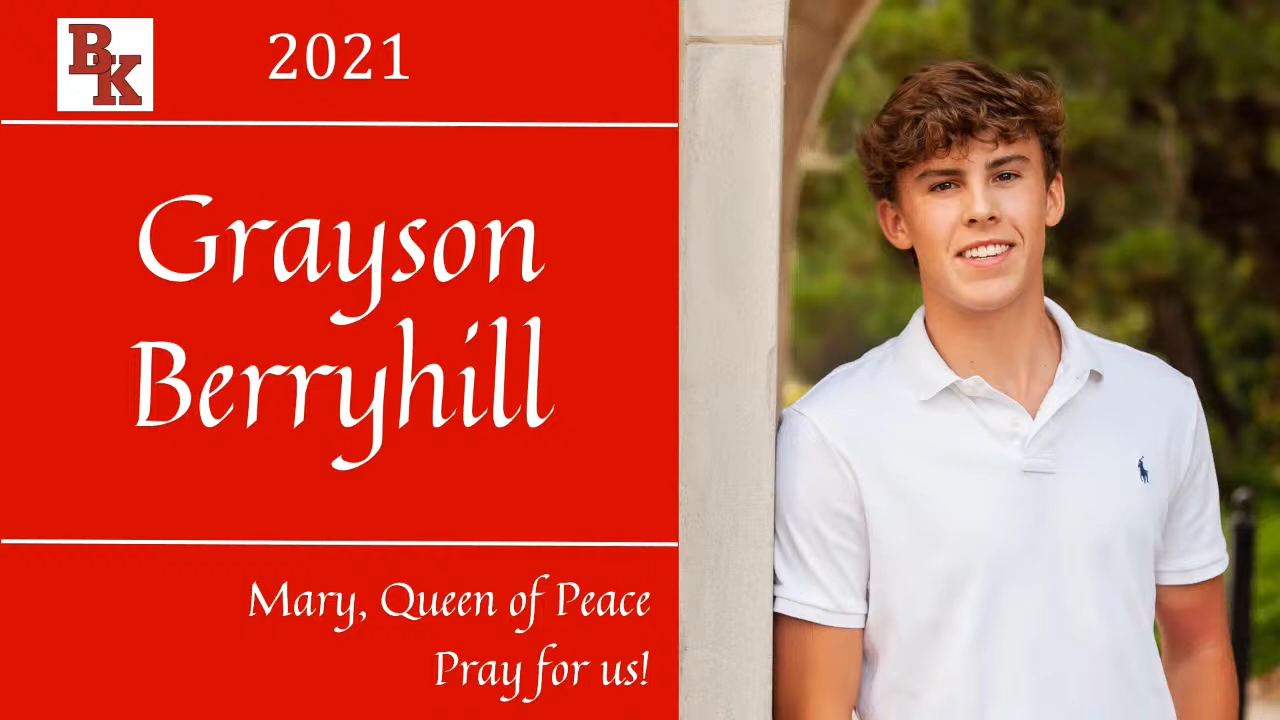 BK
2021
Grayson
Berryhill
Mary, Queen of Peace
Pray for us!